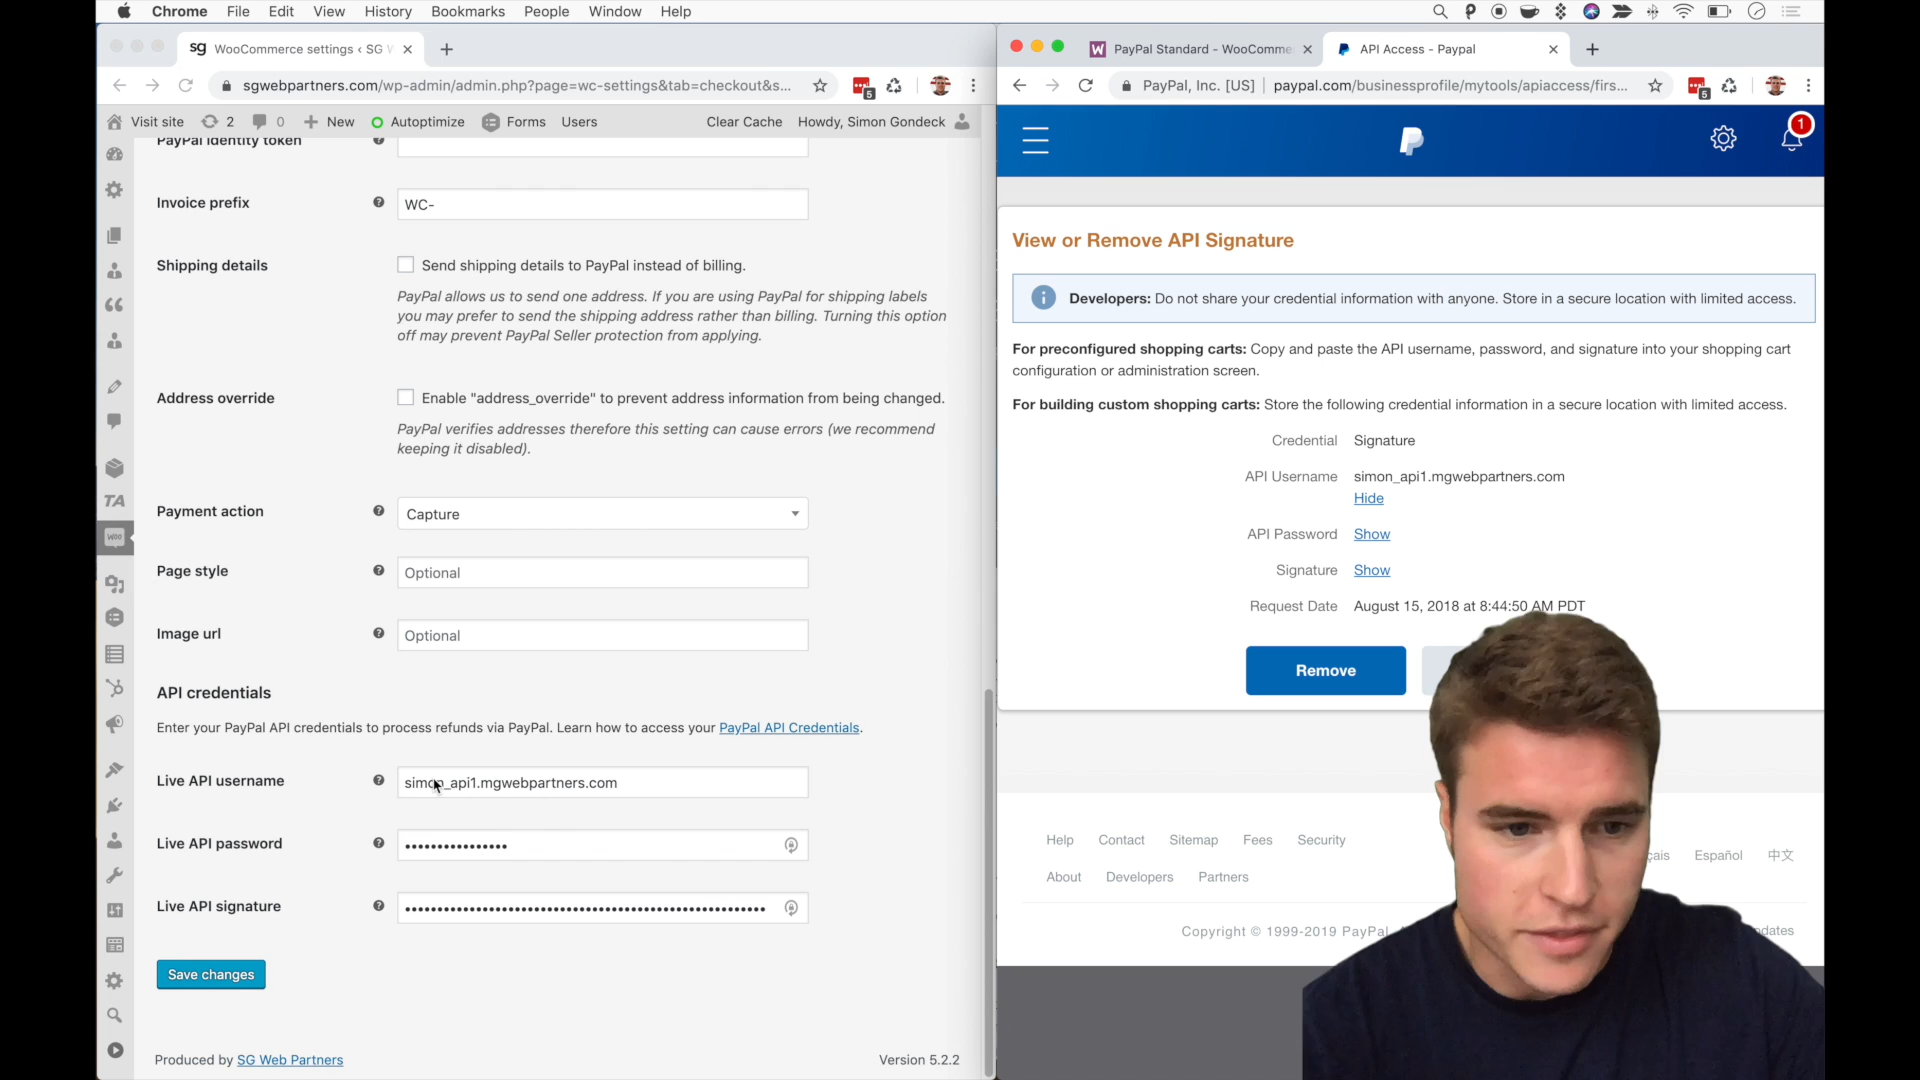 Chrome File Edit View History Bookmarks People Window Help
sg WooCommerce settings ‹ SG W
sgwebpartners.com/wp-admin/admin.php?page=wc-settings&tab=checkout&s...
5
Visit site 2 0 New Autoptimize Forms Users Clear Cache Howdy, Simon Gondeck
PayPal identity token
Invoice prefix
WC-
Shipping details
Send shipping details to PayPal instead of billing.
PayPal allows us to send one address. If you are using PayPal for shipping labels
you may prefer to send the shipping address rather than billing. Turning this option
off may prevent PayPal Seller protection from applying.
Address override
Enable "address_override" to prevent address information from being changed.
PayPal verifies addresses therefore this setting can cause errors (we recommend
keeping it disabled).
TA
Payment action
Capture
Woo
Page style
Optional
Image url
Optional
API credentials
Enter your PayPal API credentials to process refunds via PayPal. Learn how to access your PayPal API Credentials.
Live API username
simon_api1.mgwebpartners.com
Live API password
Live API signature
Save changes
Produced by SG Web Partners
Version 5.2.2
PayPal Standard - WooComme
API Access - Paypal
PayPal, Inc. [US] | paypal.com/businessprofile/mytools/apiaccess/firs...
5
1
View or Remove API Signature
Developers: Do not share your credential information with anyone. Store in a secure location with limited access.
For preconfigured shopping carts: Copy and paste the API username, password, and signature into your shopping cart
configuration or administration screen.
For building custom shopping carts: Store the following credential information in a secure location with limited access.
Credential Signature
API Username simon_api1.mgwebpartners.com
Hide
API Password Show
Signature Show
Request Date August 15, 2018 at 8:44:50 AM PDT
Remove
Help Contact Sitemap Fees Security
çais Español 中文
About Developers Partners
Copyright © 1999-2019 PayPal.